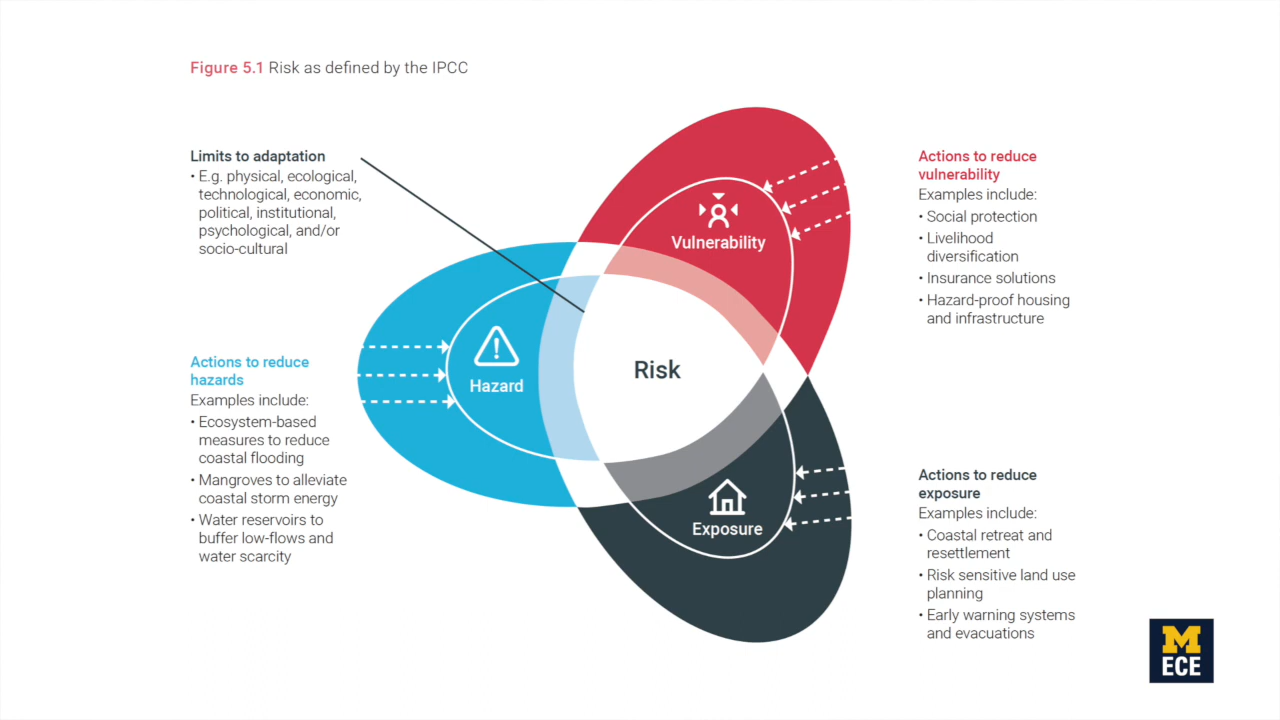 Figure 5.1 Risk as defined by the IPCC
Limits to adaptation
• E.g. physical, ecological,
technological, economic,
political, institutional,
psychological, and/or
socio-cultural
Actions to reduce
hazards
Examples include:
• Ecosystem-based
measures to reduce
coastal flooding
• Mangroves to alleviate
coastal storm energy
• Water reservoirs to
buffer low-flows and
water scarcity
Hazard
Vulnerability
Risk
Exposure
Actions to reduce
vulnerability
Examples include:
• Social protection
• Livelihood
diversification
• Insurance solutions
• Hazard-proof housing
and infrastructure
Actions to reduce
exposure
Examples include:
• Coastal retreat and
resettlement
• Risk sensitive land use
planning
• Early warning systems
and evacuations
M
ECE